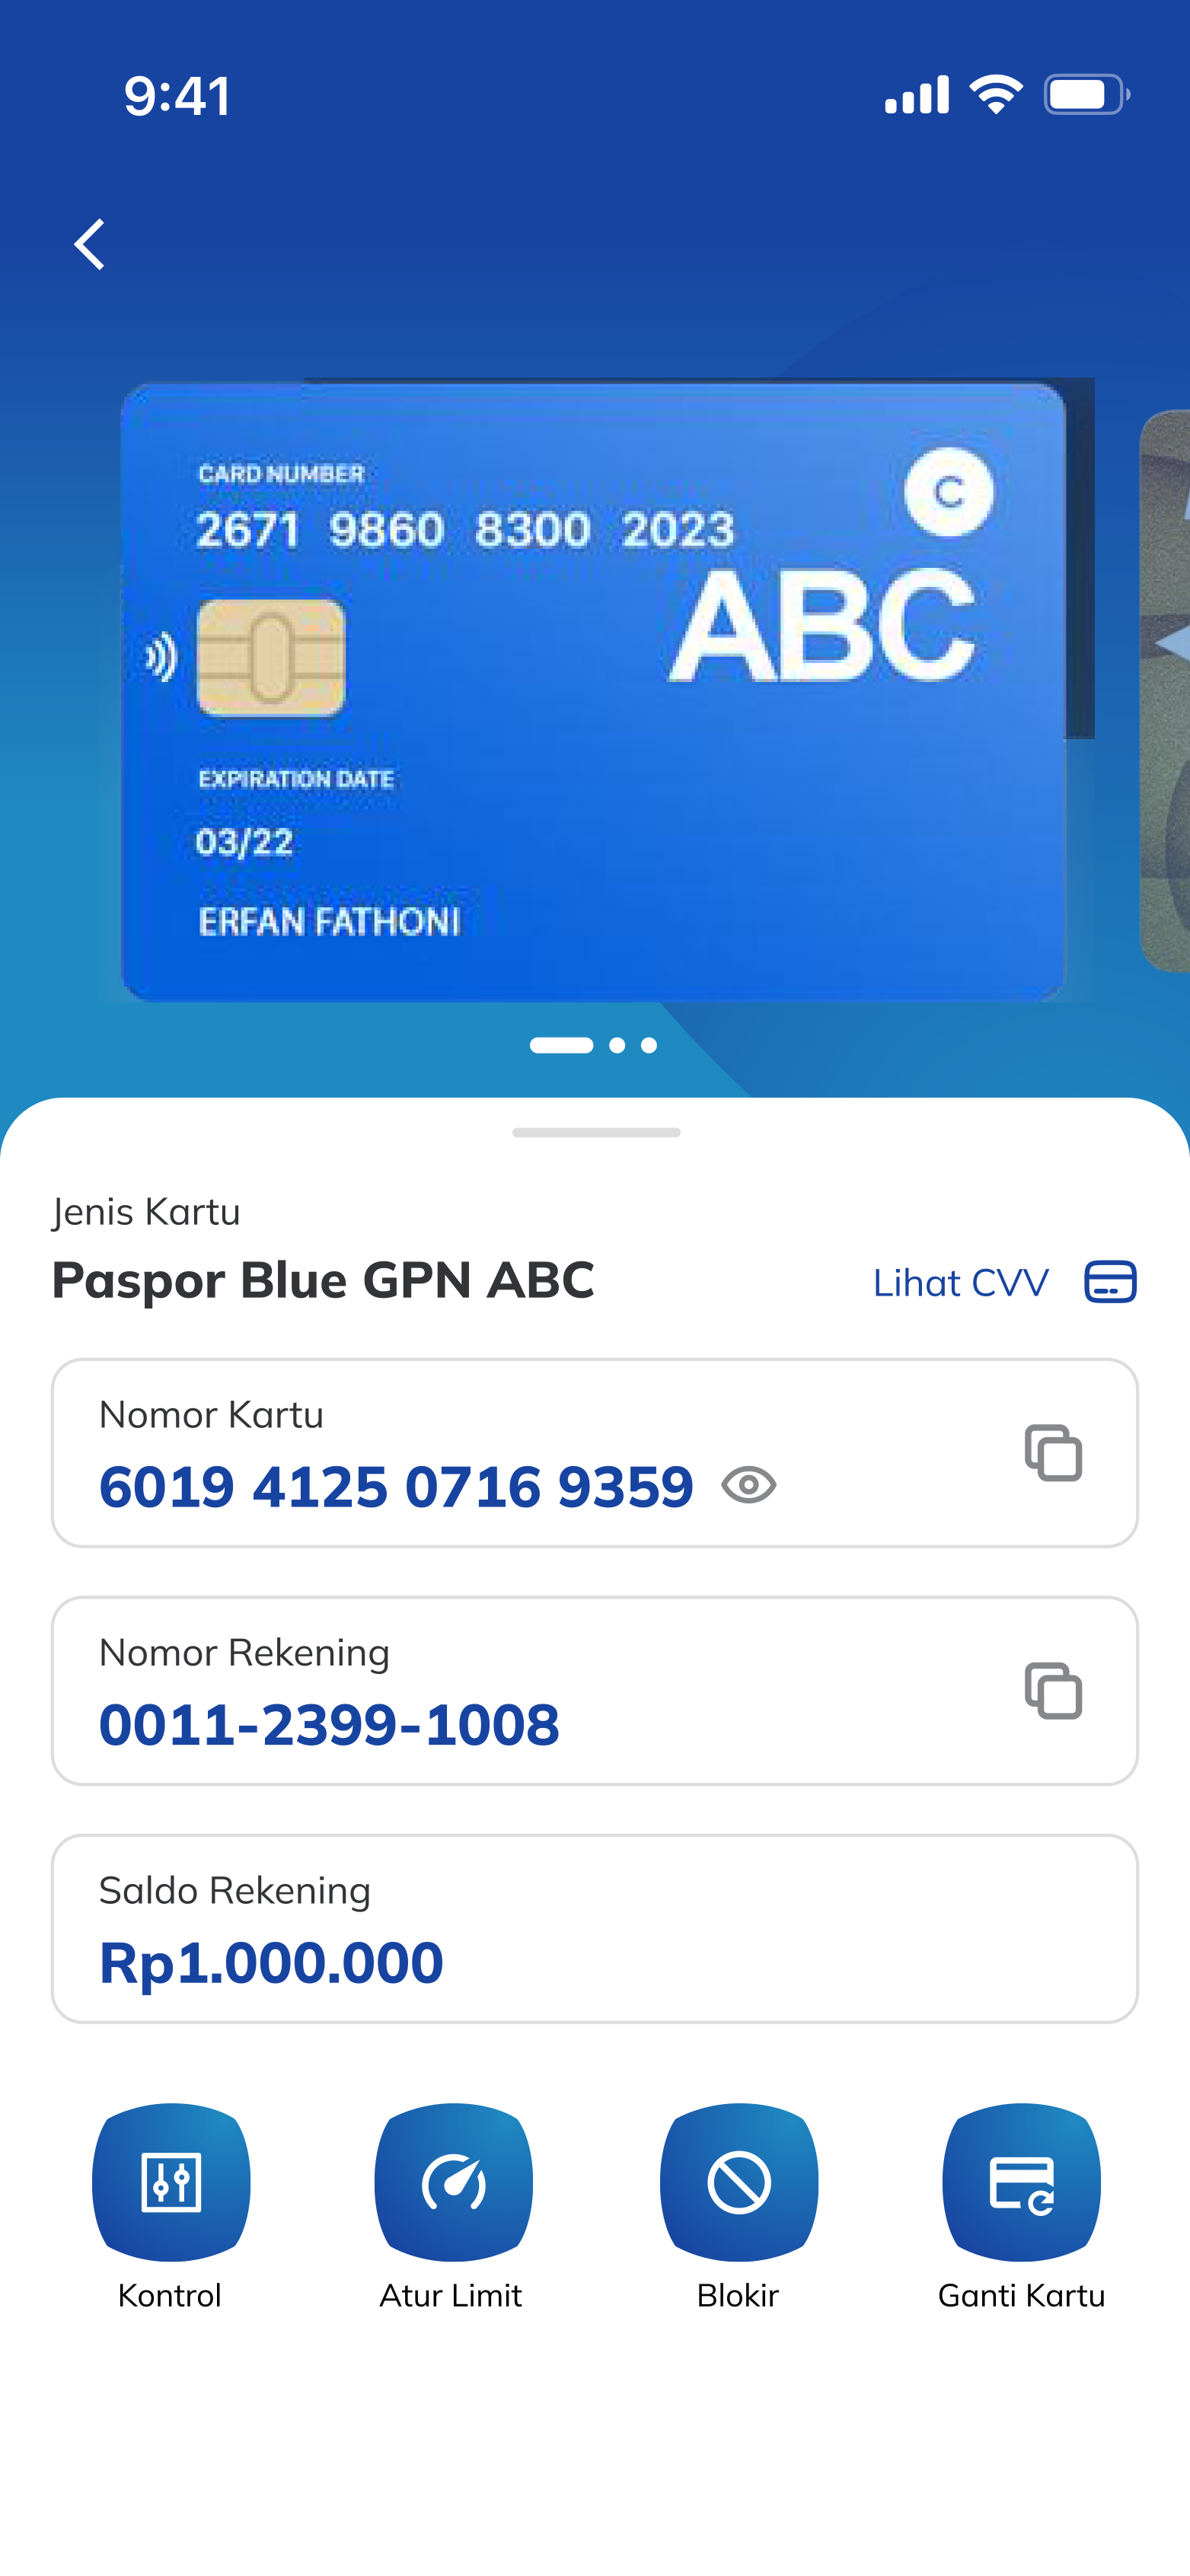 9:41
CARD NUMBER
2671 9860 8300 2023
C
ABC
EXPIRATION DATE
03/22
ERFAN FATHONI
Jenis Kartu
Paspor Blue GPN ABC
Lihat CVV
Nomor Kartu
6019 4125 0716 9359
Nomor Rekening
0011-2399-1008
Saldo Rekening
Rp1.000.000
Kontrol
Atur Limit
Blokir
Ganti Kartu